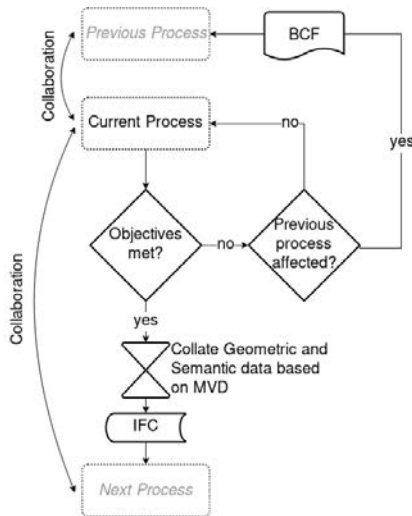 Previous Process
BCF
Collaboration
Current Process
no
yes
Objectives
met?
no
Previous
process
affected?
yes
Collaboration
Collate Geometric and
Semantic data based
on MVD
IFC
Next Process